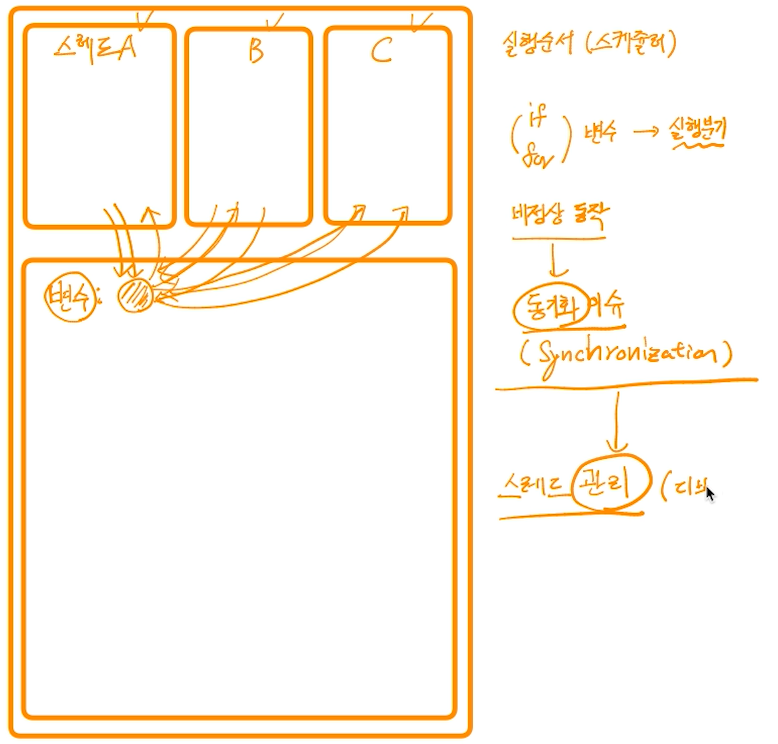 스레드A B C
변수:
실행순서 (스케쥴러)
(if
for) 변수 → 실행분기
비정상 동작
동기화 이슈
(Synchronization)
스레드 관리 (디버